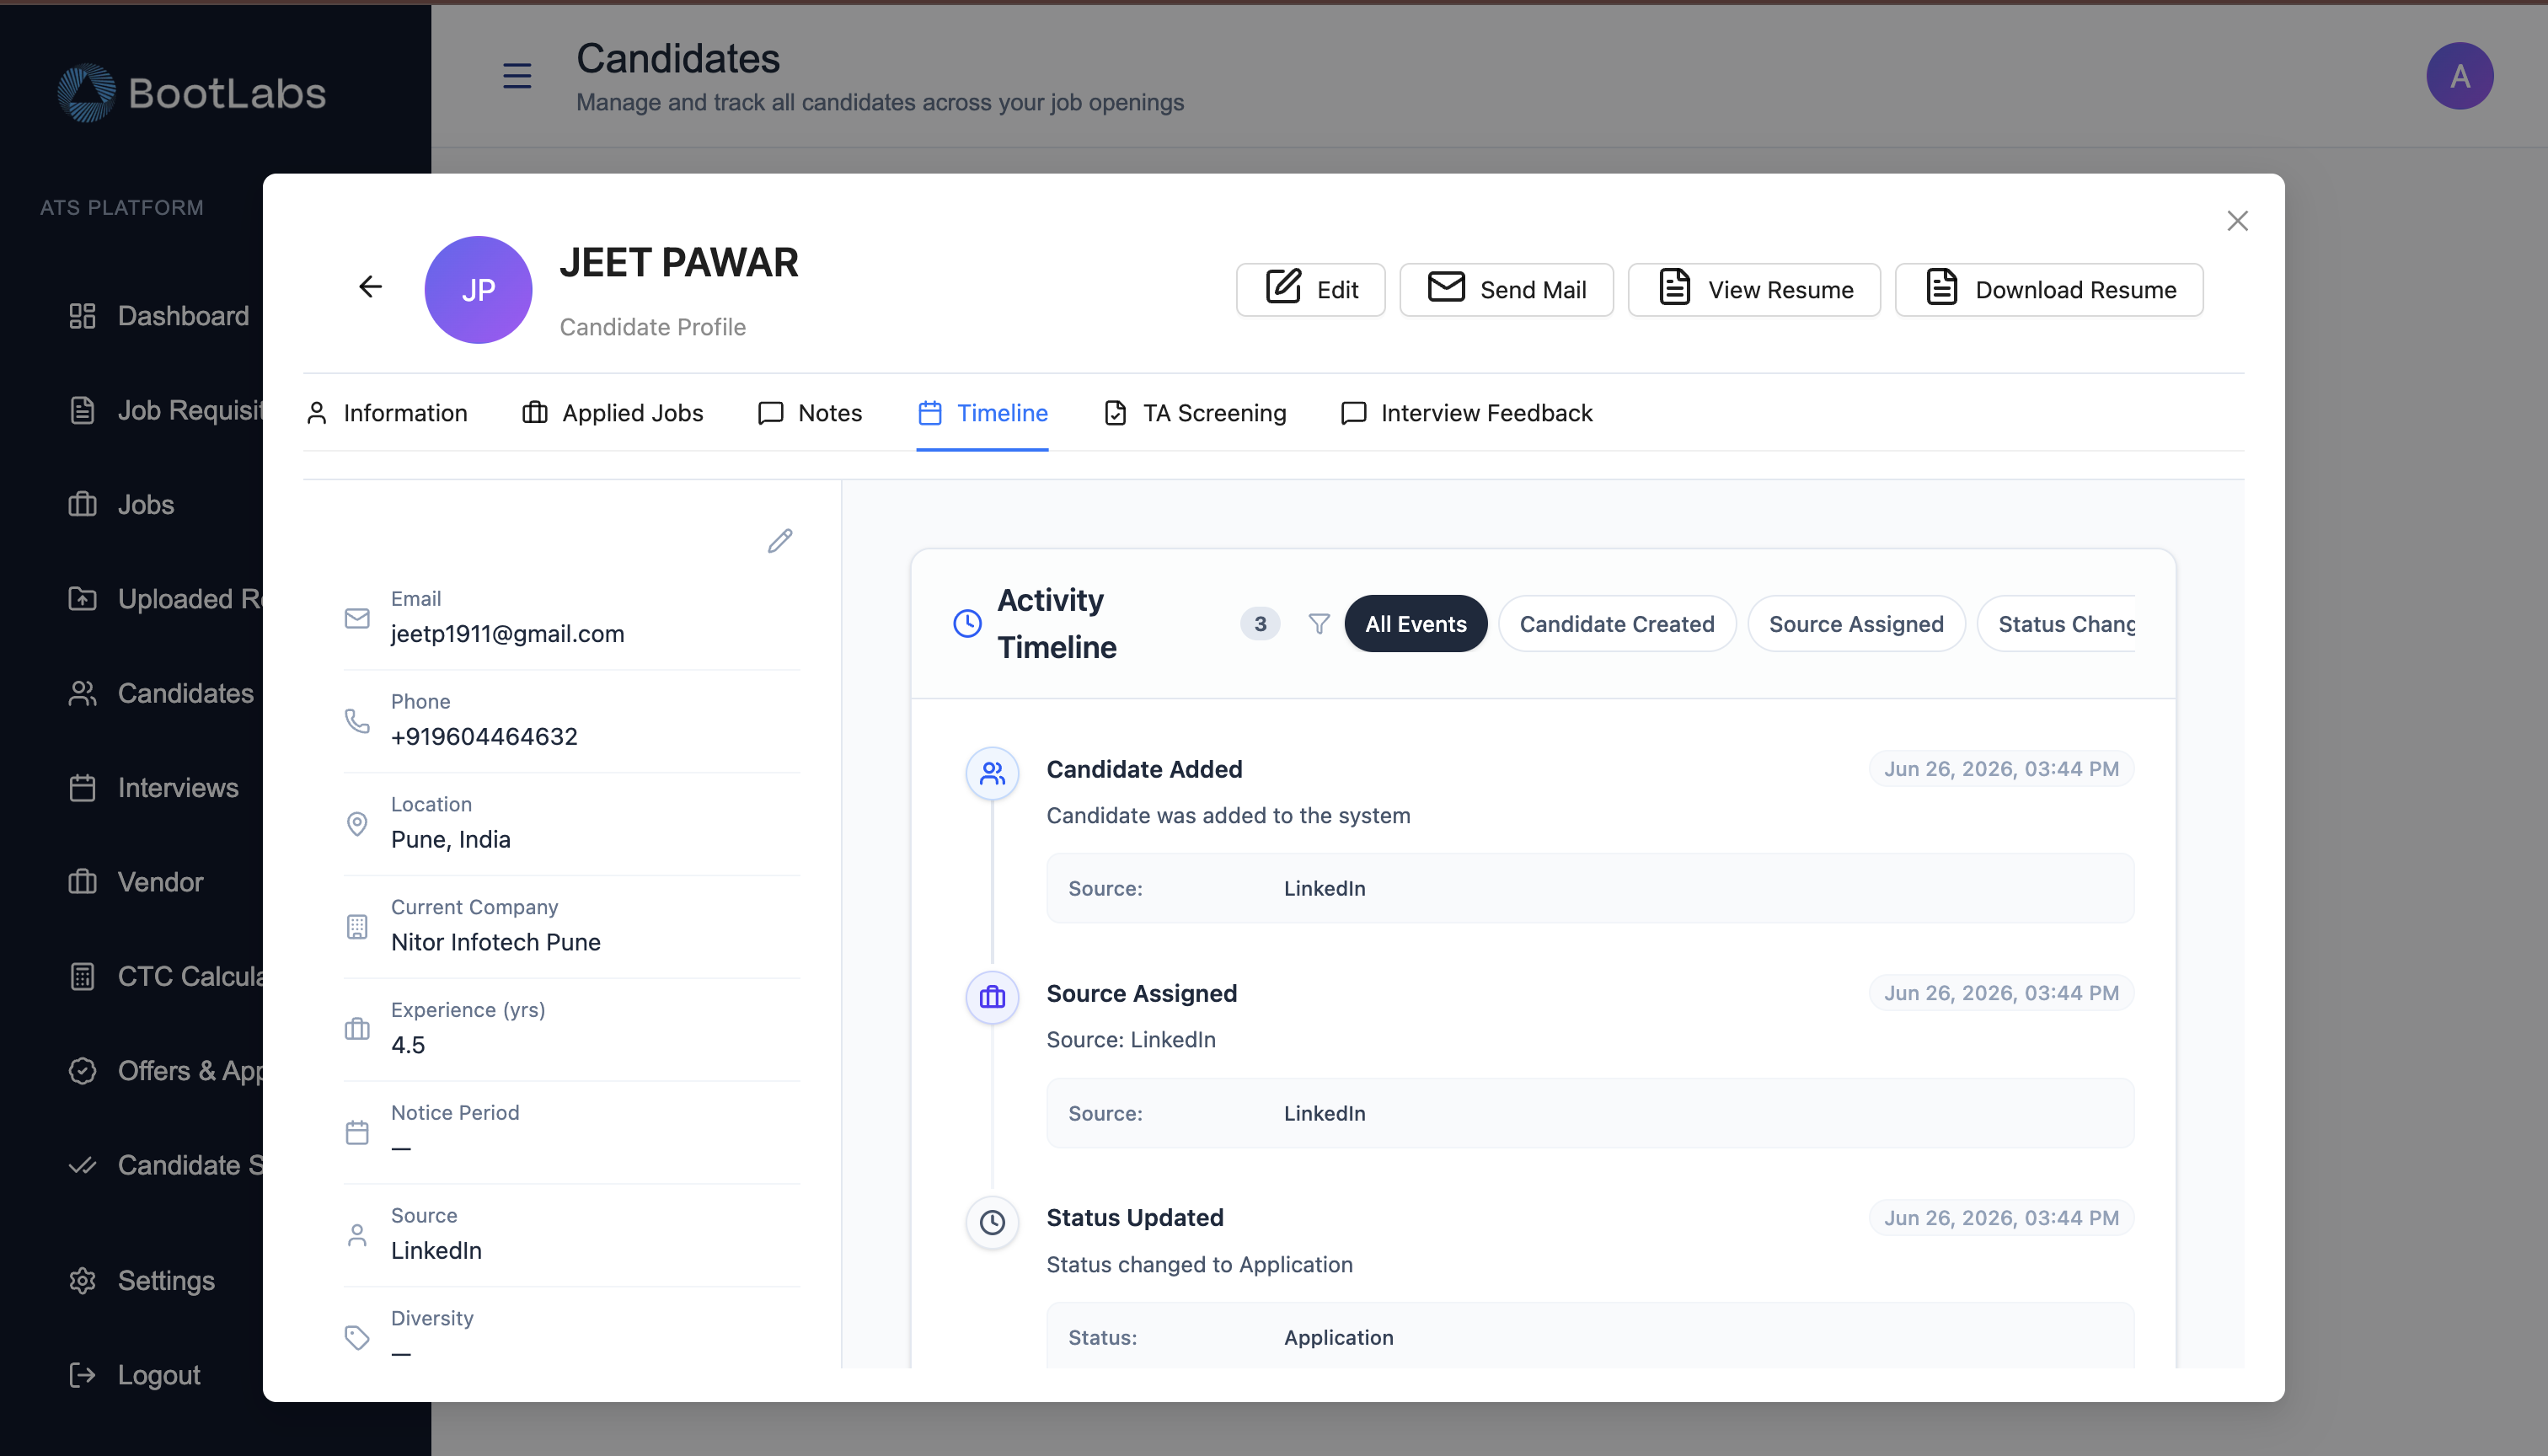 BootLabs
ATS PLATFORM
Dashboard
Job Requisit
Jobs
Uploaded R
Candidates
Interviews
Vendor
CTC Calcula
Offers & App
Candidate S
Settings
Logout
Candidates
Manage and track all candidates across your job openings
A
JP
JEET PAWAR
Candidate Profile
Edit
Send Mail
View Resume
Download Resume
Information
Applied Jobs
Notes
Timeline
TA Screening
Interview Feedback
Email
jeetp1911@gmail.com
Phone
+919604464632
Location
Pune, India
Current Company
Nitor Infotech Pune
Experience (yrs)
4.5
Notice Period
—
Source
LinkedIn
Diversity
—
Activity
Timeline
3
All Events
Candidate Created
Source Assigned
Status Chang
Candidate Added
Jun 26, 2026, 03:44 PM
Candidate was added to the system
Source: LinkedIn
Source Assigned
Jun 26, 2026, 03:44 PM
Source: LinkedIn
Source: LinkedIn
Status Updated
Jun 26, 2026, 03:44 PM
Status changed to Application
Status: Application